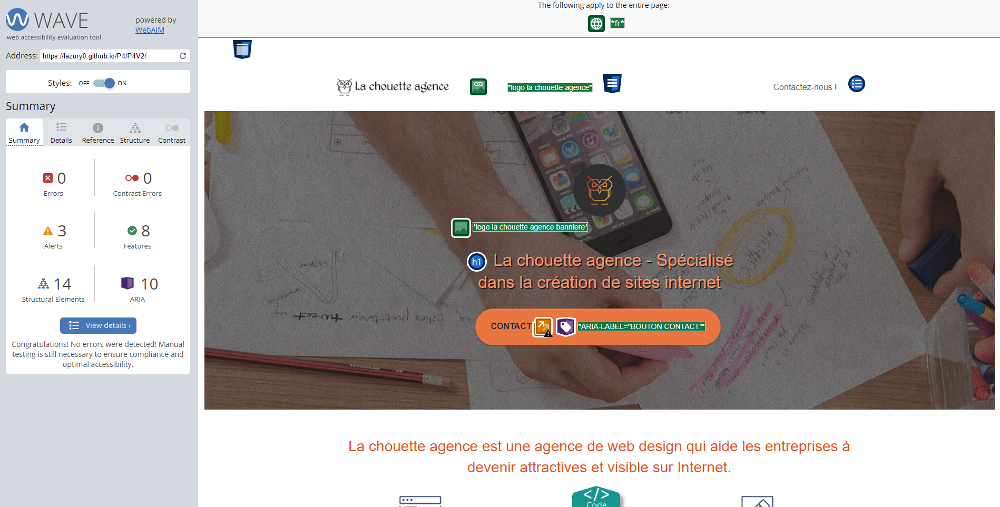 WAVE
web accessibility evaluation tool
powered by
WebAIM
Address: https://lazury0.github.io/P4/P4V2/
Styles: OFF ON
Summary
Summary Details Reference Structure Contrast
0 Errors
0 Contrast Errors
3 Alerts
8 Features
14 Structural Elements
10 ARIA
View details ›
Congratulations! No errors were detected! Manual
testing is still necessary to ensure compliance and
optimal accessibility.
The following apply to the entire page:
*fr*
La chouette agence
*logo la chouette agence*
Contactez-nous !
*logo la chouette agence banniere*
h1
La chouette agence - Spécialisé
dans la création de sites internet
CONTACT
*ARIA-LABEL="BOUTON CONTACT"*
La chouette agence est une agence de web design qui aide les entreprises à
devenir attractives et visible sur Internet.
</>
Code